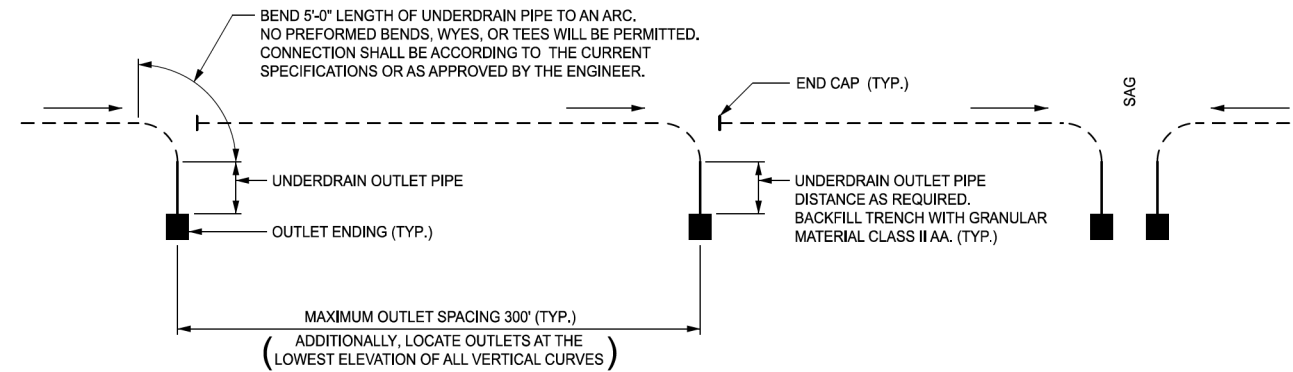 BEND 5'-0" LENGTH OF UNDERDRAIN PIPE TO AN ARC.
NO PREFORMED BENDS, WYES, OR TEES WILL BE PERMITTED.
CONNECTION SHALL BE ACCORDING TO THE CURRENT
SPECIFICATIONS OR AS APPROVED BY THE ENGINEER.
END CAP (TYP.)
SAG
UNDERDRAIN OUTLET PIPE
OUTLET ENDING (TYP.)
UNDERDRAIN OUTLET PIPE
DISTANCE AS REQUIRED.
BACKFILL TRENCH WITH GRANULAR
MATERIAL CLASS II AA. (TYP.)
MAXIMUM OUTLET SPACING 300' (TYP.)
(ADDITIONALLY, LOCATE OUTLETS AT THE
LOWEST ELEVATION OF ALL VERTICAL CURVES)